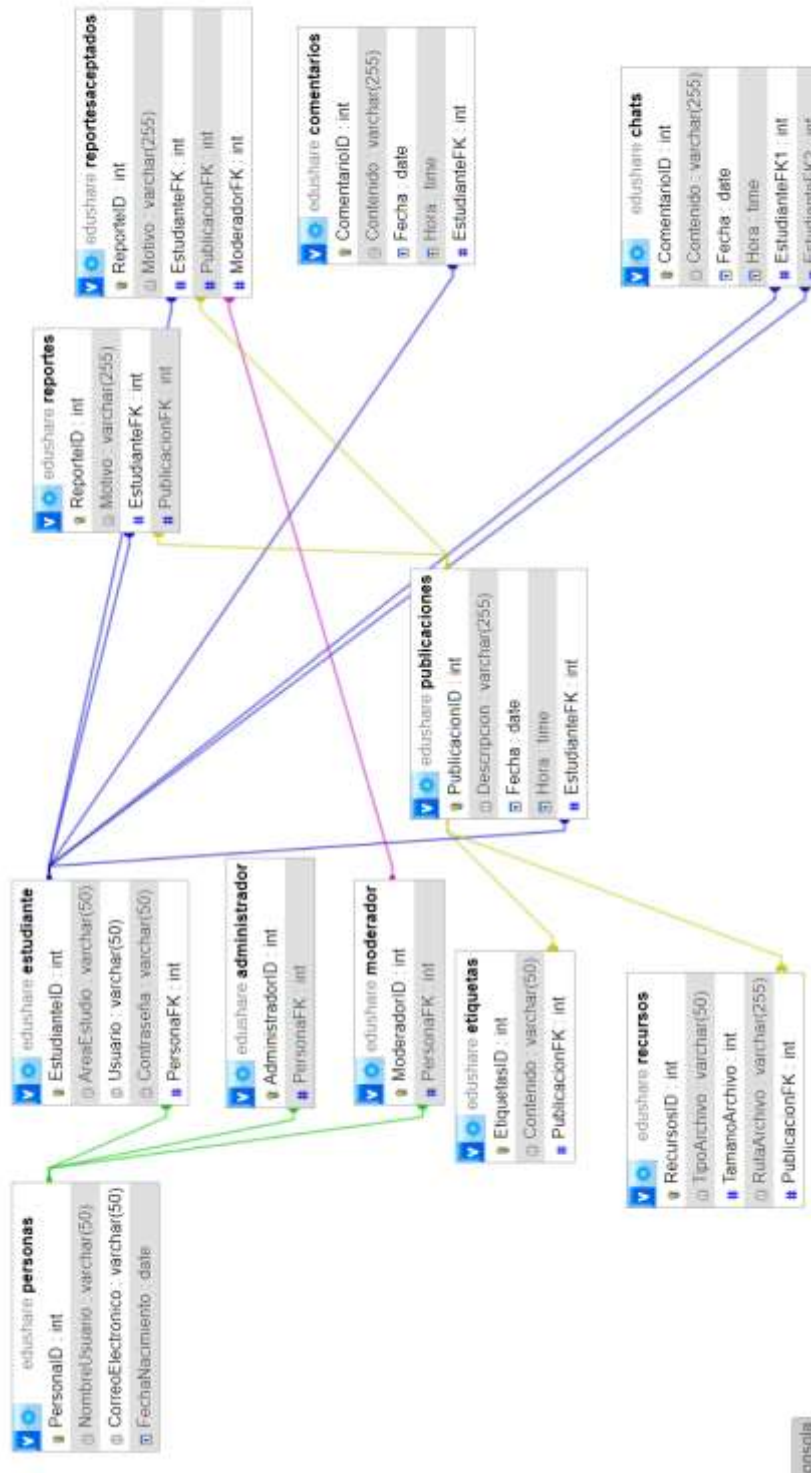 edushare personas
PersonaID : int
NombreUsuario : varchar(50)
CorreoElectronico : varchar(50)
FechaNacimiento : date
edushare estudiante
EstudianteID : int
AreaEstudio : varchar(50)
Usuario : varchar(50)
Contraseña : varchar(50)
PersonaFK : int
edushare administrador
AdministradorID : int
PersonaFK : int
edushare moderador
ModeradorID : int
PersonaFK : int
edushare etiquetas
EtiquetasID : int
Contenido : varchar(50)
PublicacionFK : int
edushare recursos
RecursosID : int
TipoArchivo : varchar(50)
TamanoArchivo : int
RutaArchivo : varchar(255)
PublicacionFK : int
edushare publicaciones
PublicacionID : int
Descripcion : varchar(255)
Fecha : date
Hora : time
EstudianteFK : int
edushare reportes
ReporteID : int
Motivo : varchar(255)
EstudianteFK : int
PublicacionFK : int
edushare reportesaceptados
ReporteID : int
Motivo : varchar(255)
EstudianteFK : int
PublicacionFK : int
ModeradorFK : int
edushare comentarios
ComentarioID : int
Contenido : varchar(255)
Fecha : date
Hora : time
EstudianteFK : int
edushare chats
ComentarioID : int
Contenido : varchar(255)
Fecha : date
Hora : time
EstudianteFK1 : int
EstudianteFK2 : int